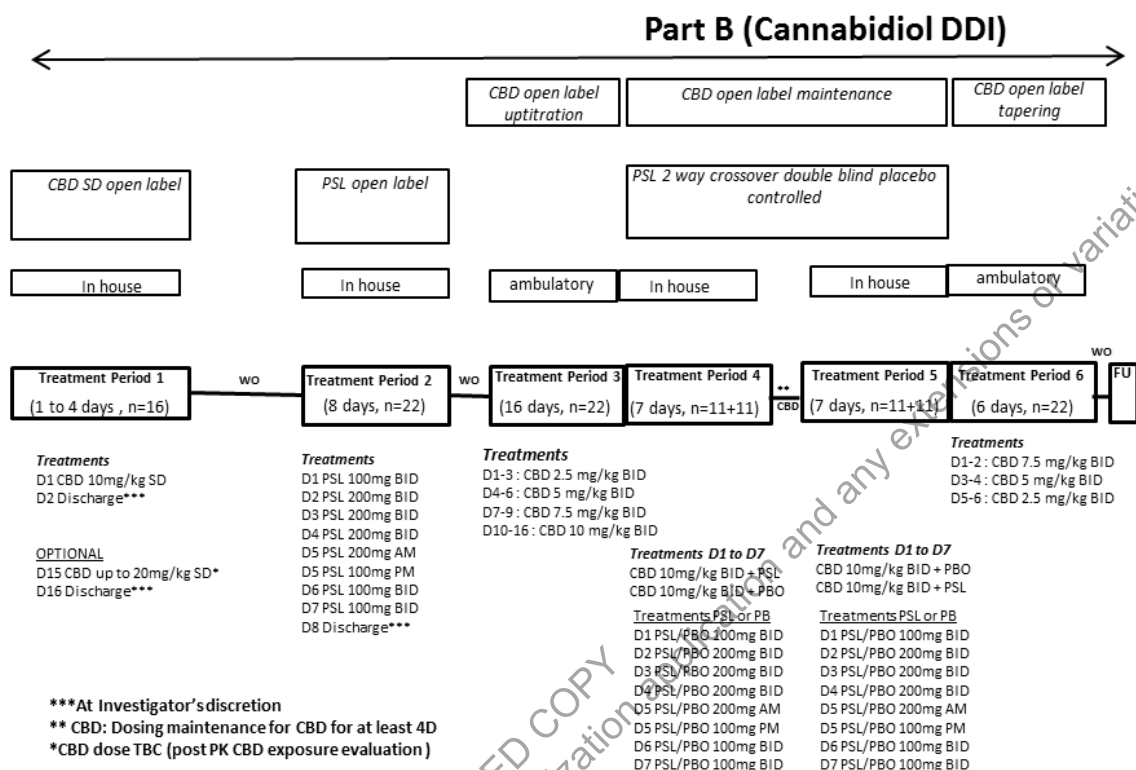 Part B (Cannabidiol DDI)
CBD open label
uptitration
CBD open label maintenance
CBD open label
tapering
CBD SD open label
PSL open label
PSL 2 way crossover double blind placebo
controlled
In house
In house
ambulatory
In house
In house
ambulatory
Treatment Period 1
(1 to 4 days , n=16)
WO
Treatment Period 2
(8 days, n=22)
WO
Treatment Period 3
(16 days, n=22)
Treatment Period 4
(7 days, n=11+11)
**
CBD
Treatment Period 5
(7 days, n=11+11)
Treatment Period 6
(6 days, n=22)
WO
FU
Treatments
D1 CBD 10mg/kg SD
D2 Discharge***
OPTIONAL
D15 CBD up to 20mg/kg SD*
D16 Discharge***
Treatments
D1 PSL 100mg BID
D2 PSL 200mg BID
D3 PSL 200mg BID
D4 PSL 200mg BID
D5 PSL 200mg AM
D5 PSL 100mg PM
D6 PSL 100mg BID
D7 PSL 100mg BID
D8 Discharge***
Treatments
D1-3 : CBD 2.5 mg/kg BID
D4-6 : CBD 5 mg/kg BID
D7-9 : CBD 7.5 mg/kg BID
D10-16 : CBD 10 mg/kg BID
Treatments D1 to D7
CBD 10mg/kg BID + PSL
CBD 10mg/kg BID + PBO
Treatments PSL or PB
D1 PSL/PBO 100mg BID
D2 PSL/PBO 200mg BID
D3 PSL/PBO 200mg BID
D4 PSL/PBO 200mg BID
D5 PSL/PBO 200mg AM
D5 PSL/PBO 100mg PM
D6 PSL/PBO 100mg BID
D7 PSL/PBO 100mg BID
Treatments D1 to D7
CBD 10mg/kg BID + PBO
CBD 10mg/kg BID + PSL
Treatments PSL or PB
D1 PSL/PBO 100mg BID
D2 PSL/PBO 200mg BID
D3 PSL/PBO 200mg BID
D4 PSL/PBO 200mg BID
D5 PSL/PBO 200mg AM
D5 PSL/PBO 100mg PM
D6 PSL/PBO 100mg BID
D7 PSL/PBO 100mg BID
Treatments
D1-2 : CBD 7.5 mg/kg BID
D3-4 : CBD 5 mg/kg BID
D5-6 : CBD 2.5 mg/kg BID
***At Investigator's discretion
** CBD: Dosing maintenance for CBD for at least 4D
*CBD dose TBC (post PK CBD exposure evaluation )
COPY
application and any extensions or